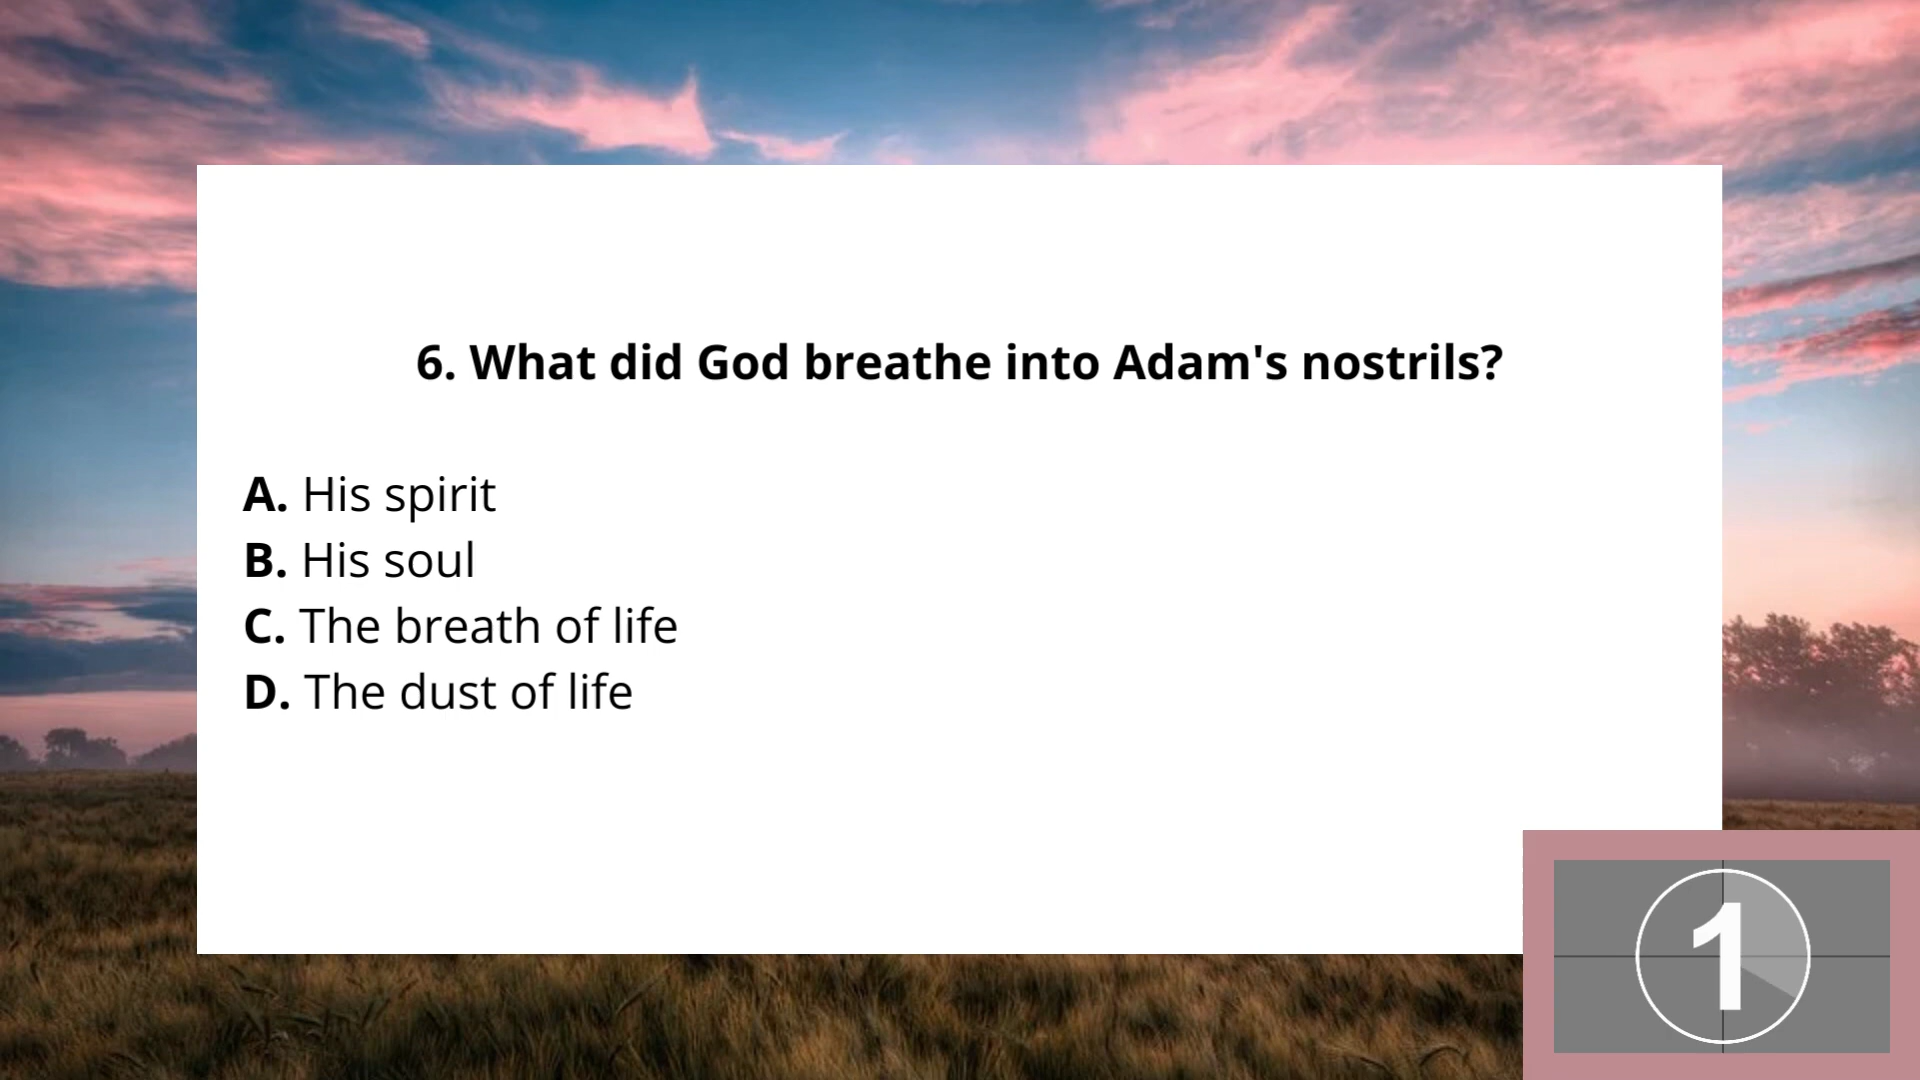 6. What did God breathe into Adam's nostrils?
A. His spirit
B. His soul
C. The breath of life
D. The dust of life
1